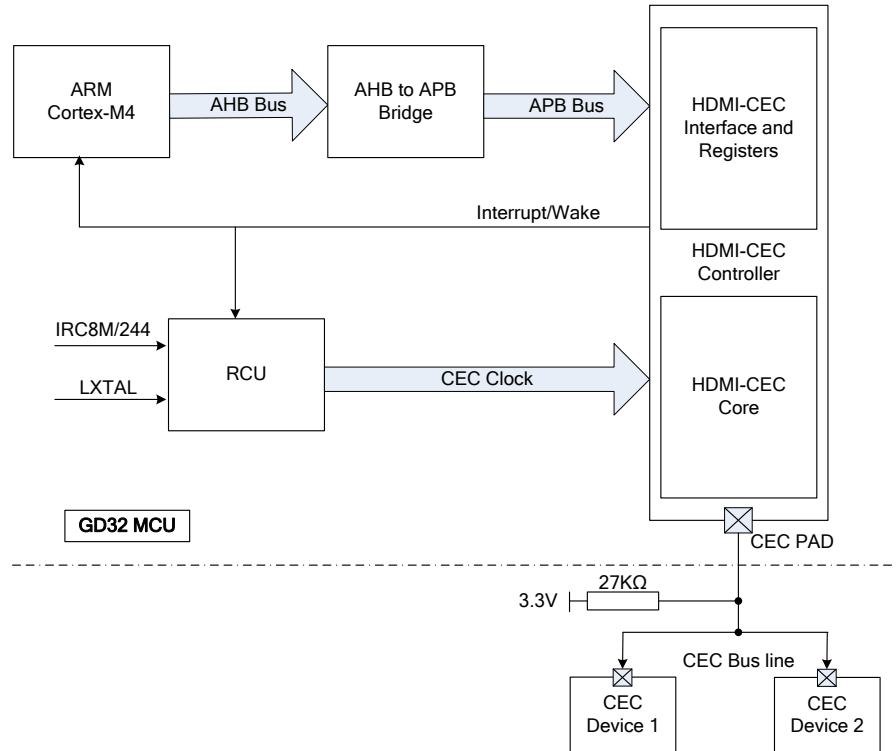 ARM
Cortex-M4
AHB Bus
AHB to APB
Bridge
APB Bus
HDMI-CEC
Interface and
Registers
Interrupt/Wake
HDMI-CEC
Controller
IRC8M/244
LXTAL
RCU
CEC Clock
HDMI-CEC
Core
GD32 MCU
CEC PAD
3.3V
27KΩ
CEC Bus line
CEC
Device 1
CEC
Device 2